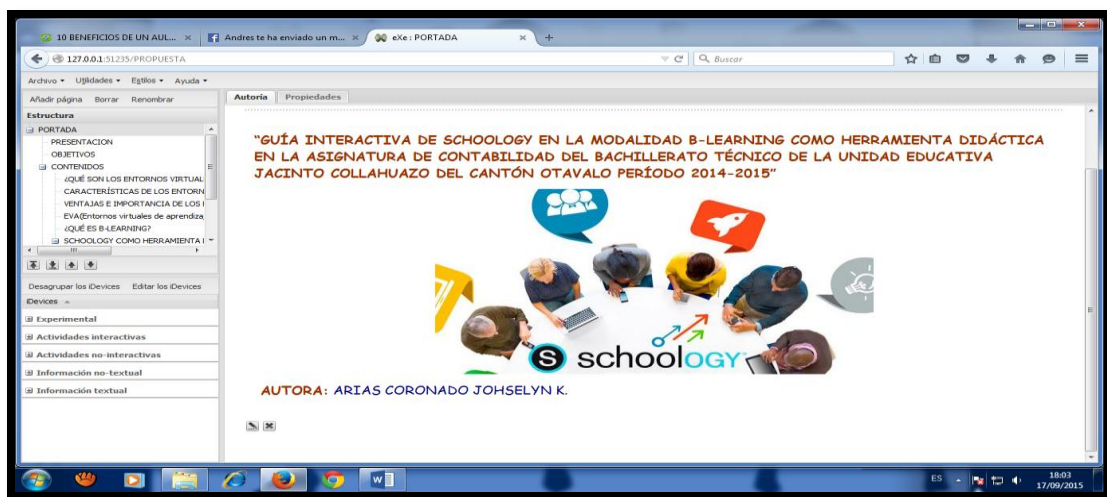 10 BENEFICIOS DE UN AUL...
Andres te ha enviado un m...
eXe : PORTADA
127.0.0.1:51235/PROPUESTA
Buscar
Archivo Utilidades Estilos Ayuda
Añadir página Borrar Renombrar
Autoría Propiedades
Estructura
PORTADA
PRESENTACION
OBJETIVOS
CONTENIDOS
¿QUÉ SON LOS ENTORNOS VIRTUAL
CARACTERÍSTICAS DE LOS ENTORN
VENTAJAS E IMPORTANCIA DE LOS
EVA(Entornos virtuales de aprendiza
¿QUÉ ES B-LEARNING?
SCHOOLOGY COMO HERRAMIENTA
Desagrupar los iDevices Editar los iDevices
iDevices
Experimental
Actividades interactivas
Actividades no-interactivas
Información no-textual
Información textual
“GUÍA INTERACTIVA DE SCHOOLOGY EN LA MODALIDAD B-LEARNING COMO HERRAMIENTA DIDÁCTICA
EN LA ASIGNATURA DE CONTABILIDAD DEL BACHILLERATO TÉCNICO DE LA UNIDAD EDUCATIVA
JACINTO COLLAHUAZO DEL CANTÓN OTAVALO PERÍODO 2014-2015”
S schoology
AUTORA: ARIAS CORONADO JOHSELYN K.
ES
18:03
17/09/2015